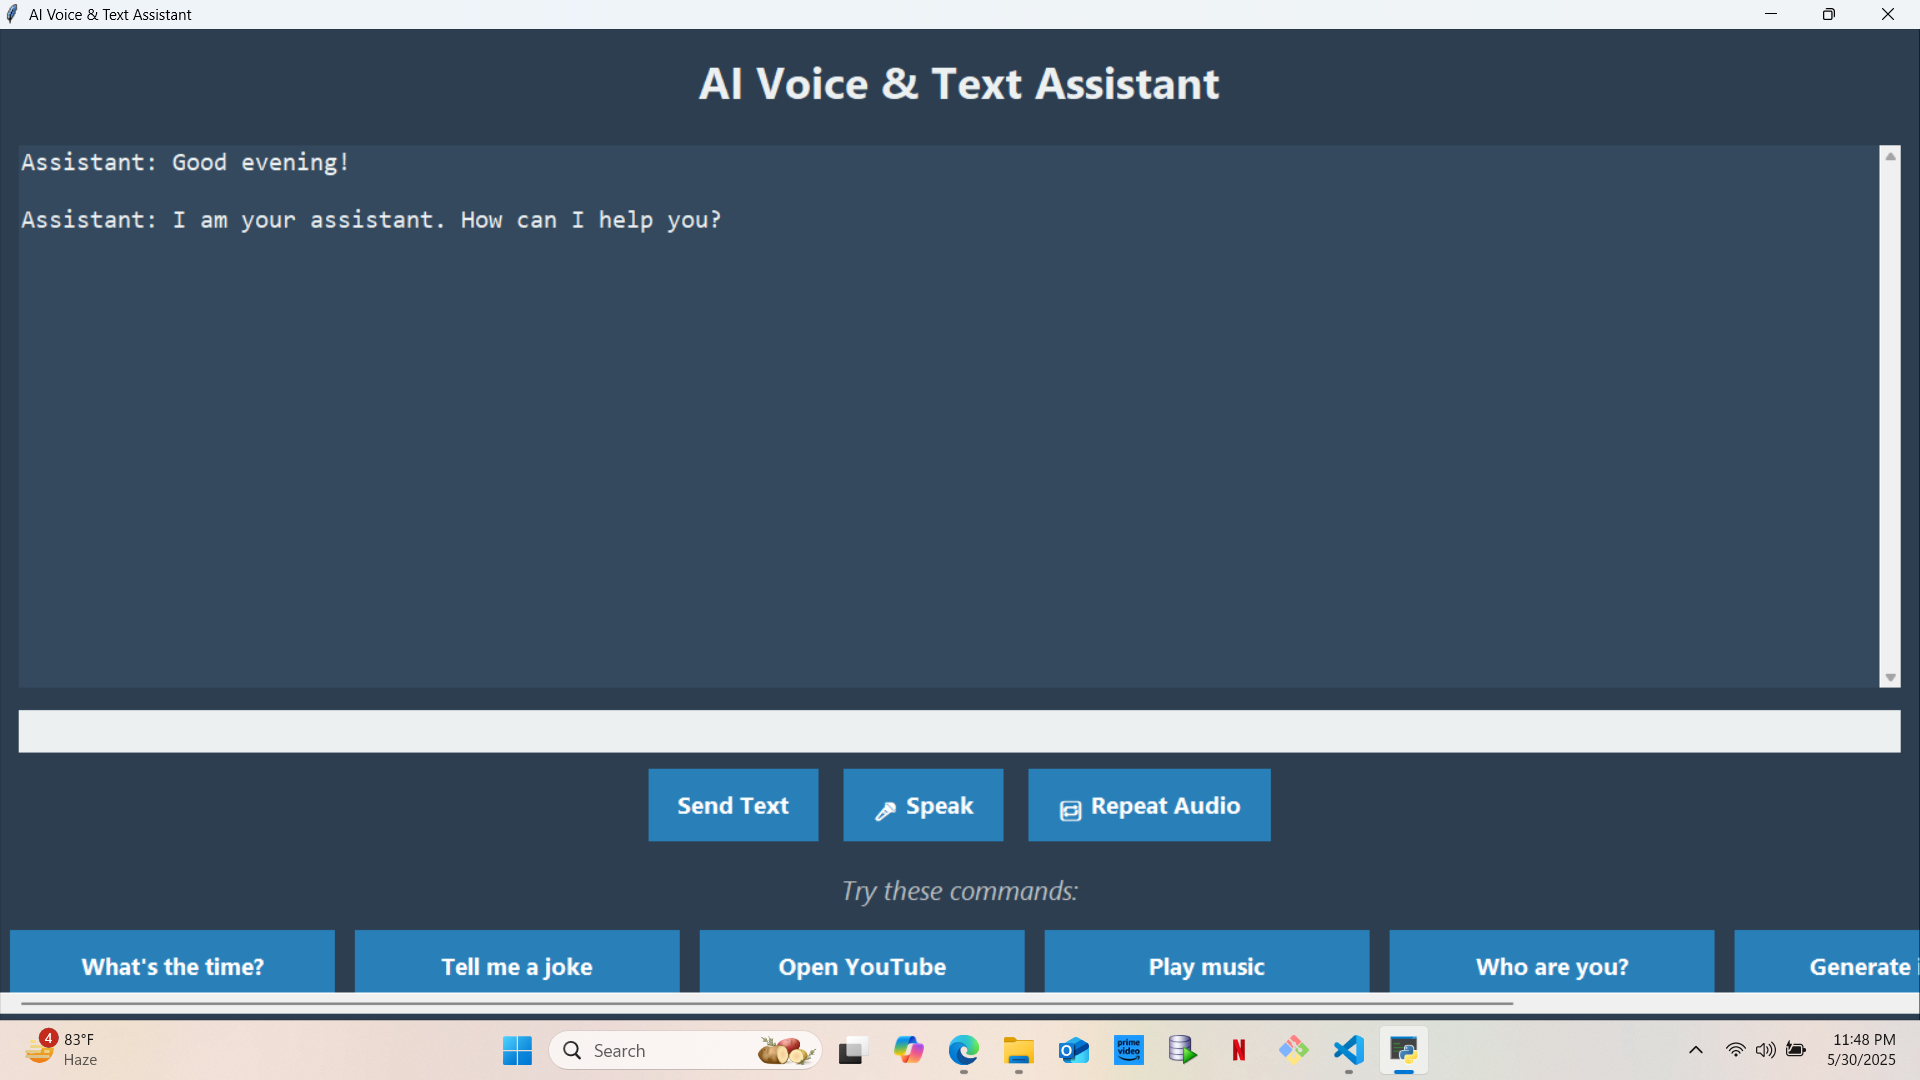 AI Voice & Text Assistant
AI Voice & Text Assistant
Assistant: Good evening!
Assistant: I am your assistant. How can I help you?
Send Text
Speak
Repeat Audio
Try these commands:
What's the time?
Tell me a joke
Open YouTube
Play music
Who are you?
Generate
4
83°F
Haze
Search
prime video
N
11:48 PM
5/30/2025